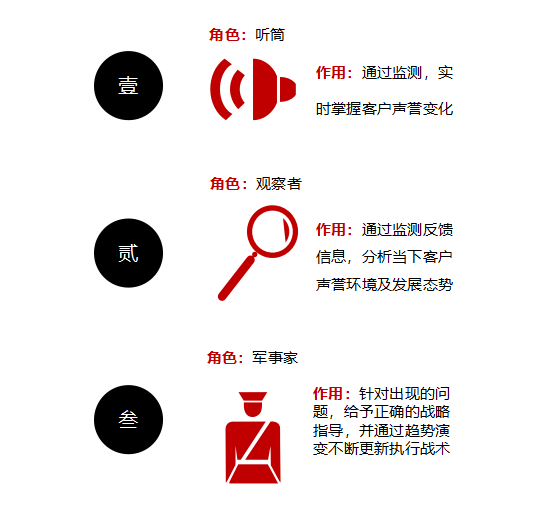 角色：听筒
壹
作用：通过监测，实
时掌握客户声誉变化
角色：观察者
贰
作用：通过监测反馈
信息，分析当下客户
声誉环境及发展态势
角色：军事家
叁
作用：针对出现的问
题，给予正确的战略
指导，并通过趋势演
变不断更新执行战术